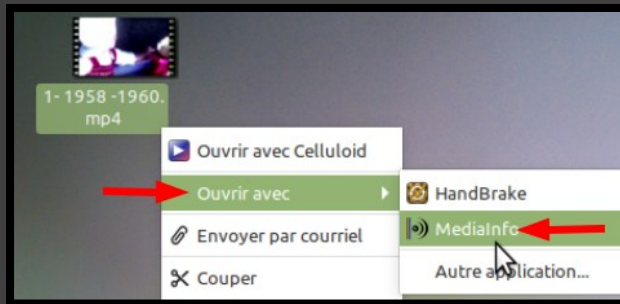 1- 1958 -1960.
mp4
Ouvrir avec Celluloid
Ouvrir avec
Envoyer par courriel
Couper
HandBrake
MediaInfo
Autre application...